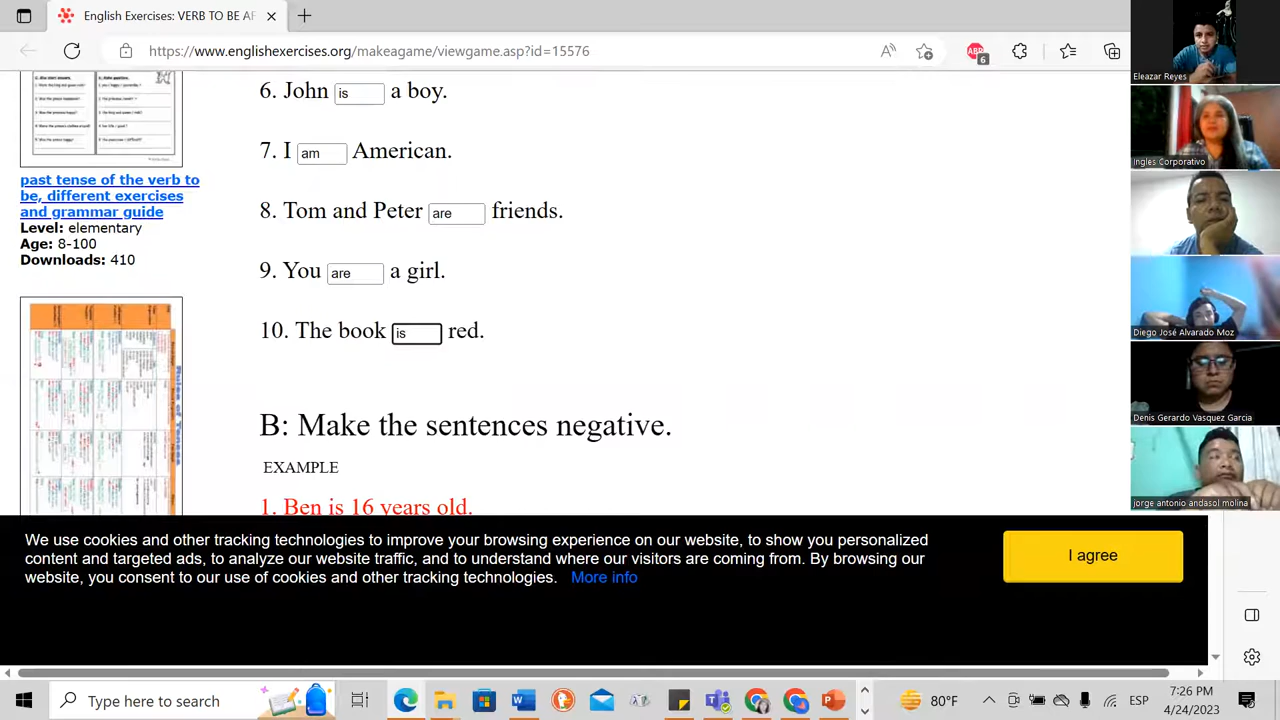 English Exercises: VERB TO BE AF
https://www.englishexercises.org/makeagame/viewgame.asp?id=15576
ABP
6
past tense of the verb to
be, different exercises
and grammar guide
Level: elementary
Age: 8-100
Downloads: 410
6. John is a boy.
7. I am American.
8. Tom and Peter are friends.
9. You are a girl.
10. The book is red.
B: Make the sentences negative.
EXAMPLE
1. Ben is 16 years old.
We use cookies and other tracking technologies to improve your browsing experience on our website, to show you personalized
content and targeted ads, to analyze our website traffic, and to understand where our visitors are coming from. By browsing our
website, you consent to our use of cookies and other tracking technologies. More info
I agree
Eleazar Reyes
Ingles Corporativo
Diego José Alvarado Moz
Denis Gerardo Vasquez Garcia
jorge antonio andasol molina
Type here to search
80°F
ESP
7:26 PM
4/24/2023